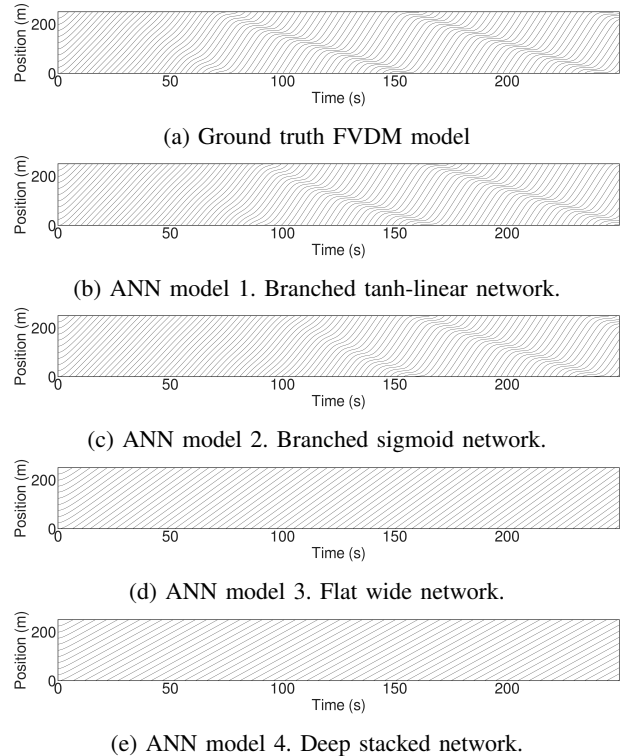 Position (m)
200
0
0 50 100 150 200
Time (s)
(a) Ground truth FVDM model
Position (m)
200
0
0 50 100 150 200
Time (s)
(b) ANN model 1. Branched tanh-linear network.
Position (m)
200
0
0 50 100 150 200
Time (s)
(c) ANN model 2. Branched sigmoid network.
Position (m)
200
0
0 50 100 150 200
Time (s)
(d) ANN model 3. Flat wide network.
Position (m)
200
0
0 50 100 150 200
Time (s)
(e) ANN model 4. Deep stacked network.